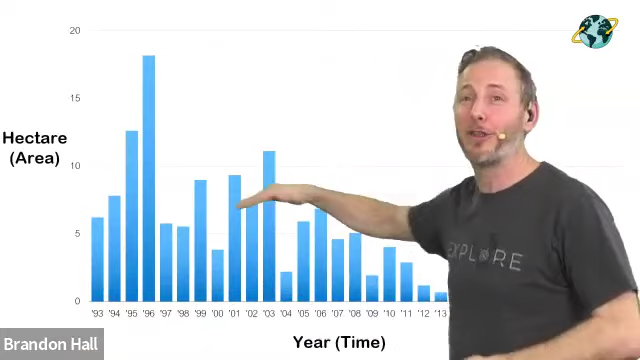 20
15
Hectare
(Area)
10
5
0
'93 '94 '95 '96 '97 '98 '99 '00 '01 '02 '03 '04 '05 '06 '07 '08 '09 '10 '11 '12 '13
Year (Time)
EXPLORE
Brandon Hall